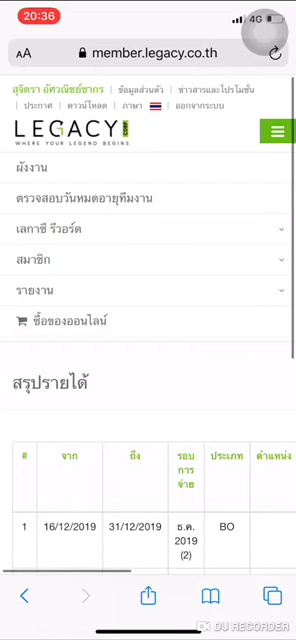 20:36
4G
AA member.legacy.co.th
สุจิตรา อัศวณิชย์ชากร | ข้อมูลส่วนตัว | ข่าวสารและโปรโมชั่น
| ประกาศ | ดาวน์โหลด | ภาษา | ออกจากระบบ
LEGACY CORP
WHERE YOUR LEGEND BEGINS
ผังงาน
ตรวจสอบวันหมดอายุทีมงาน
เลกาซี รีวอร์ด
สมาชิก
รายงาน
ซื้อของออนไลน์
สรุปรายได้
# จาก ถึง รอบ ประเภท ตำแหน่ง
การ
จ่าย
1 16/12/2019 31/12/2019 ธ.ค. BO
2019
(2)
DU RECORDER